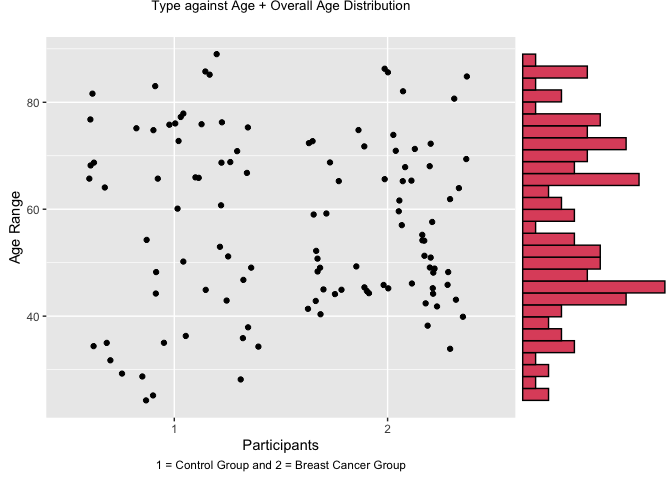 Type against Age + Overall Age Distribution
80
60
40
Age Range
1
2
Participants
1 = Control Group and 2 = Breast Cancer Group